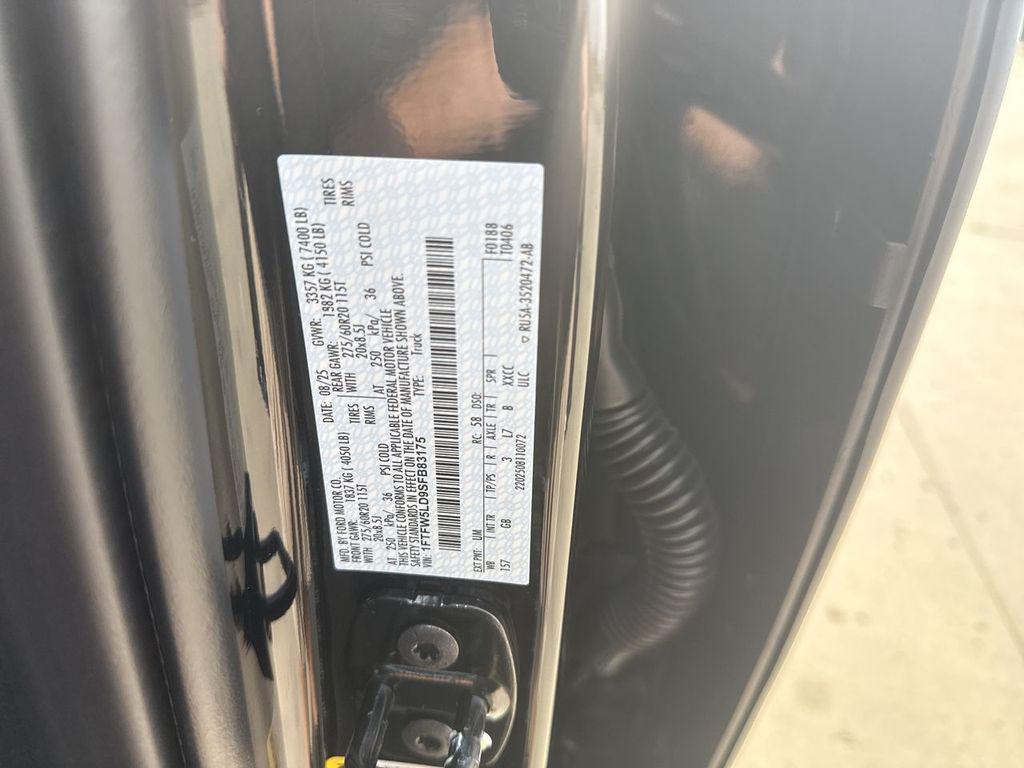 MFD. BY FORD MOTOR CO.
DATE: 08/25 GVWR: 3357 KG ( 7400 LB)
FRONT GAWR: 1837 KG (4050 LB) REAR GAWR: 1882 KG ( 4150 LB)
WITH 275/60R20 115T TIRES WITH 275/60R20 115T TIRES
20x8.5J RIMS 20x8.5J RIMS
AT 250 kPa/ 36 PSI COLD AT 250 kPa/ 36 PSI COLD
THIS VEHICLE CONFORMS TO ALL APPLICABLE FEDERAL MOTOR VEHICLE
SAFETY STANDARDS IN EFFECT ON THE DATE OF MANUFACTURE SHOWN ABOVE.
VIN: 1FTFW5LD9SFB83175 TYPE: Truck
EXT PNT: UM RC: 58 DSO: F0188
WB INT TR TP/PS R AXLE TR SPR T0406
157 GB 3 L7 B XXCC
2202508110072 ULC ▽ RU5A-3520472-AB